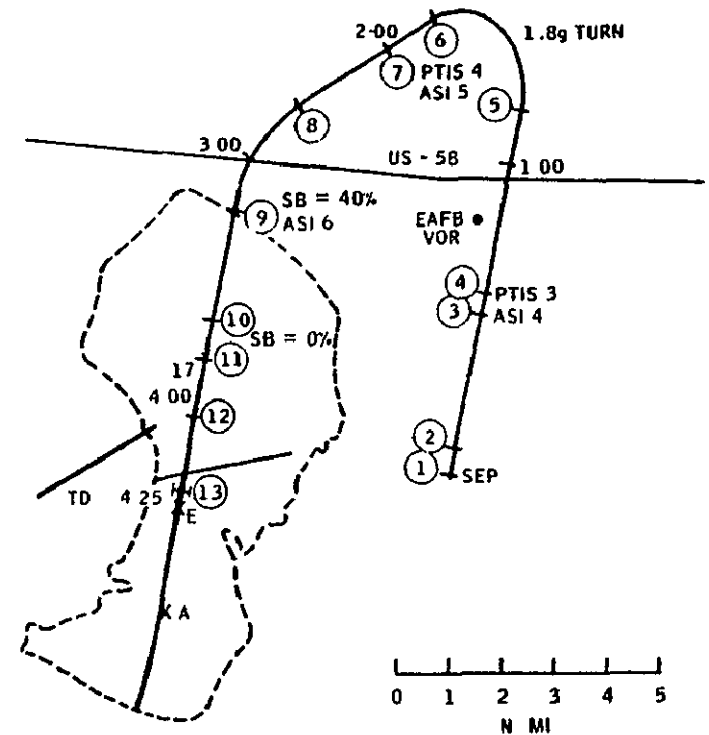 6
2-00
1.8g TURN
7 PTIS 4
ASI 5
5
8
3 00
US - 58
1 00
9 SB = 40%
ASI 6
EAFB
VOR
4 PTIS 3
3 ASI 4
10
SB = 0%
17 11
4 00
12
2
1 SEP
TD 4 25 13
E
X A
0 1 2 3 4 5
N MI